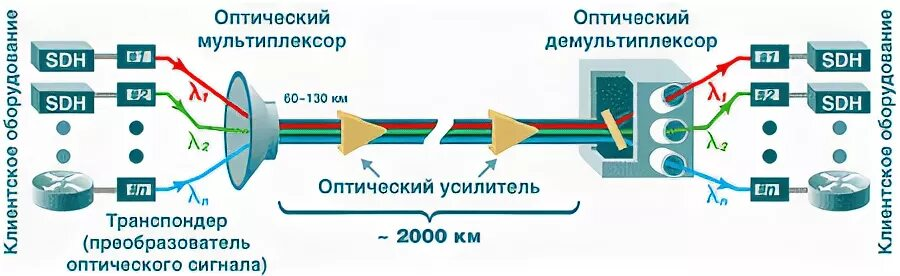 Клиентское оборудование
SDH
SDH
Оптический
мультиплексор
λ1
λ2
λn
60-130 км
Оптический усилитель
~ 2000 км
Транспондер
(преобразователь
оптического сигнала)
Оптический
демультиплексор
λ1
λ2
λn
SDH
SDH
Клиентское оборудование